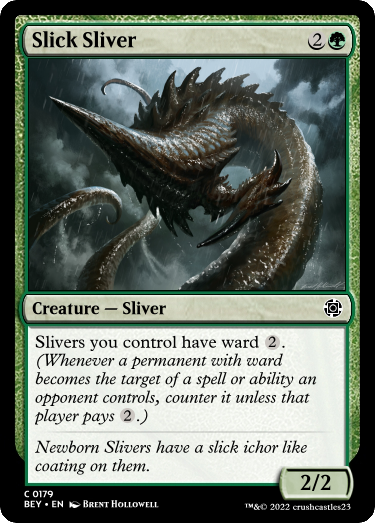 Slick Sliver 2
Creature — Sliver
Slivers you control have ward 2.
(Whenever a permanent with ward
becomes the target of a spell or ability an
opponent controls, counter it unless that
player pays 2.)
Newborn Slivers have a slick ichor like
coating on them.
2/2
C 0179
BEY • EN Brent Hollowell
™&© 2022 crushcastles23